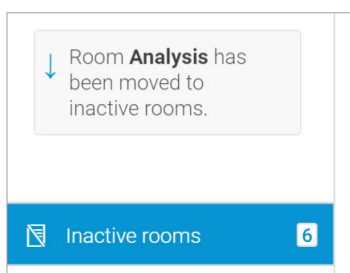 Room Analysis has
been moved to
inactive rooms.
Inactive rooms
6